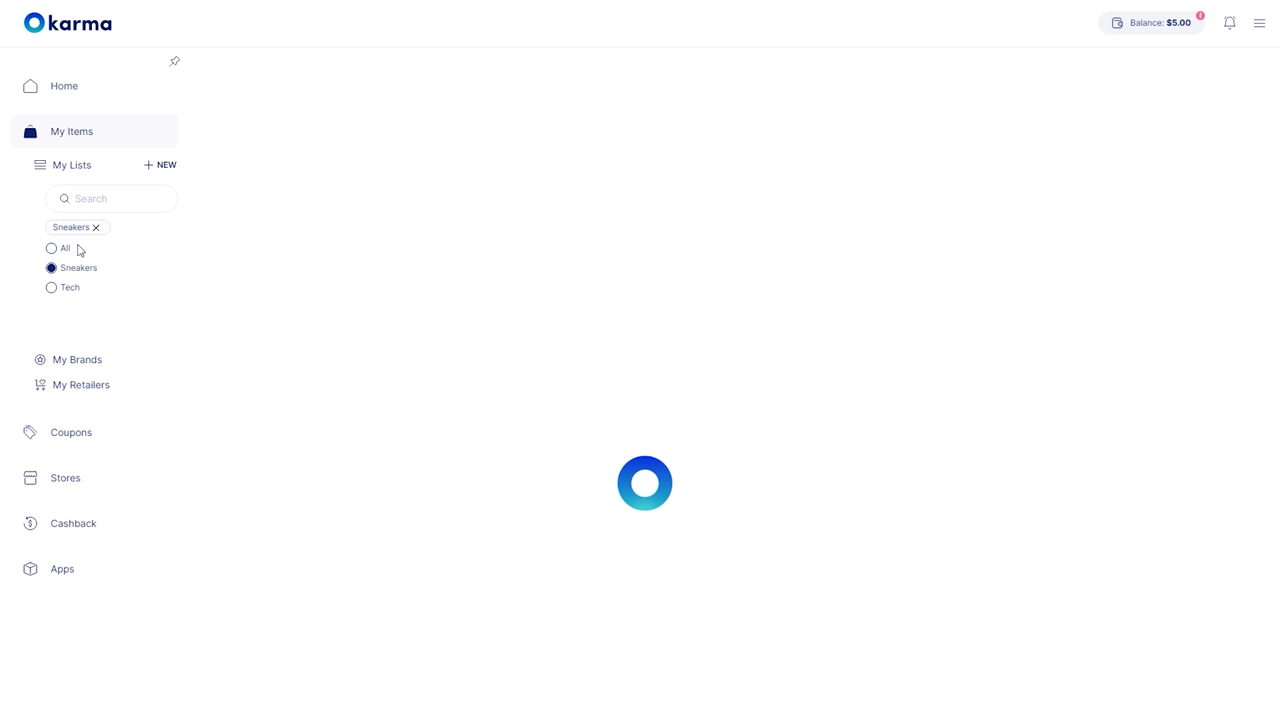 karma
Balance: $5.00
Home
My Items
My Lists
NEW
Search
Sneakers
All
Sneakers
Tech
My Brands
My Retailers
Coupons
Stores
Cashback
Apps